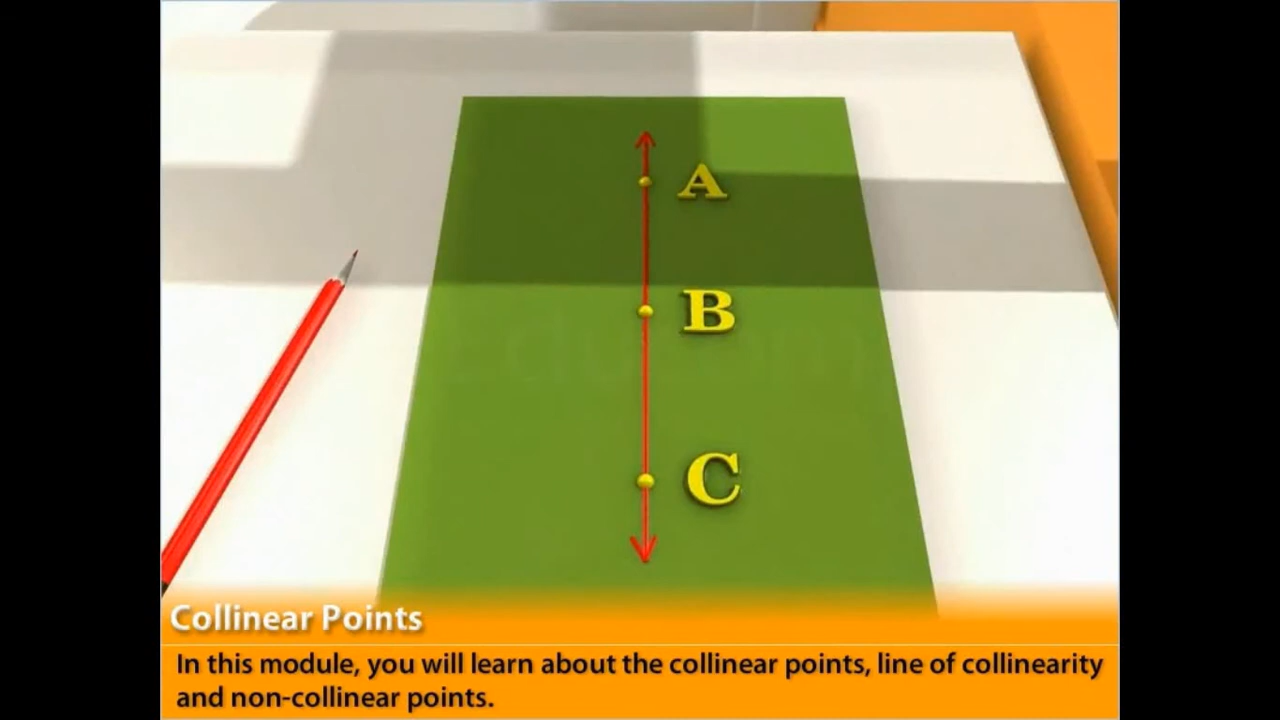 A
B
C
Collinear Points
In this module, you will learn about the collinear points, line of collinearity
and non-collinear points.